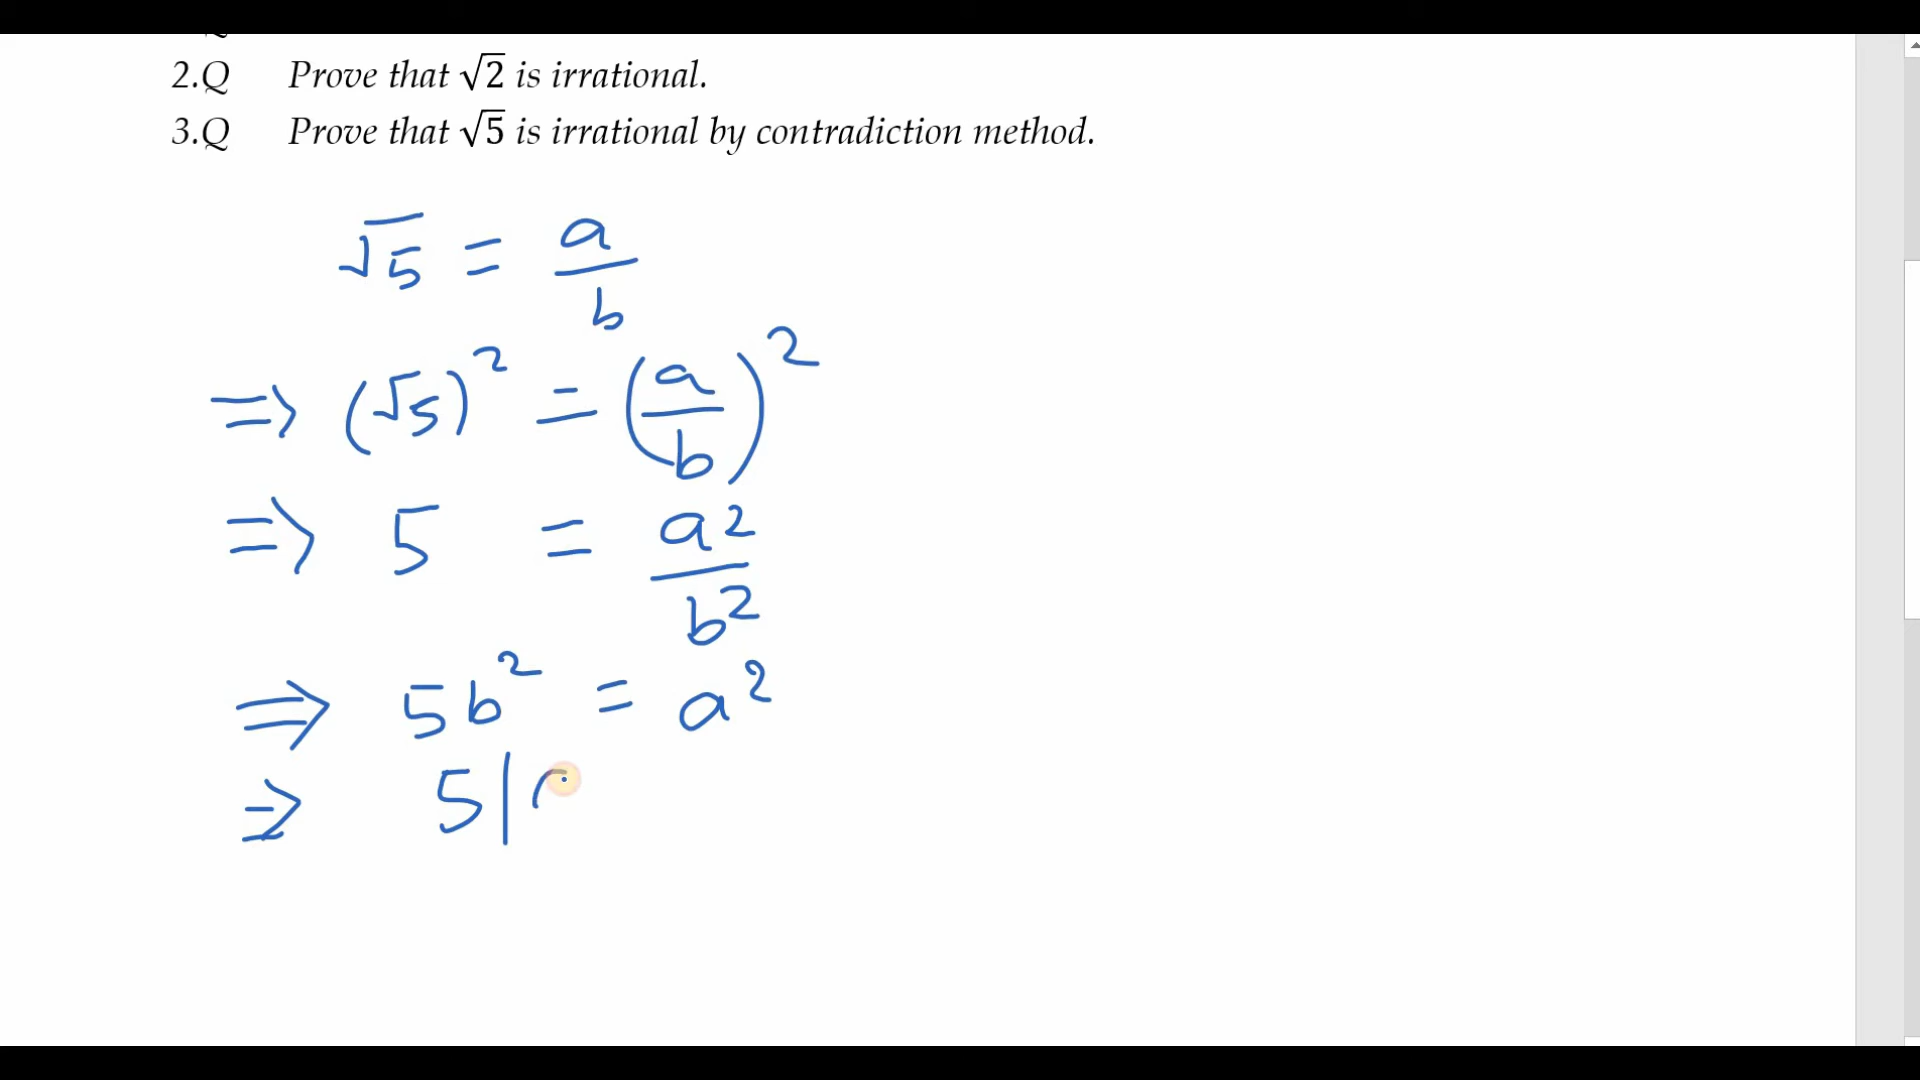 2.Q Prove that √2 is irrational.
3.Q Prove that √5 is irrational by contradiction method.
√5 = a/b
=> (√5)² = (a/b)²
=> 5 = a²/b²
=> 5b² = a²
=> 5|